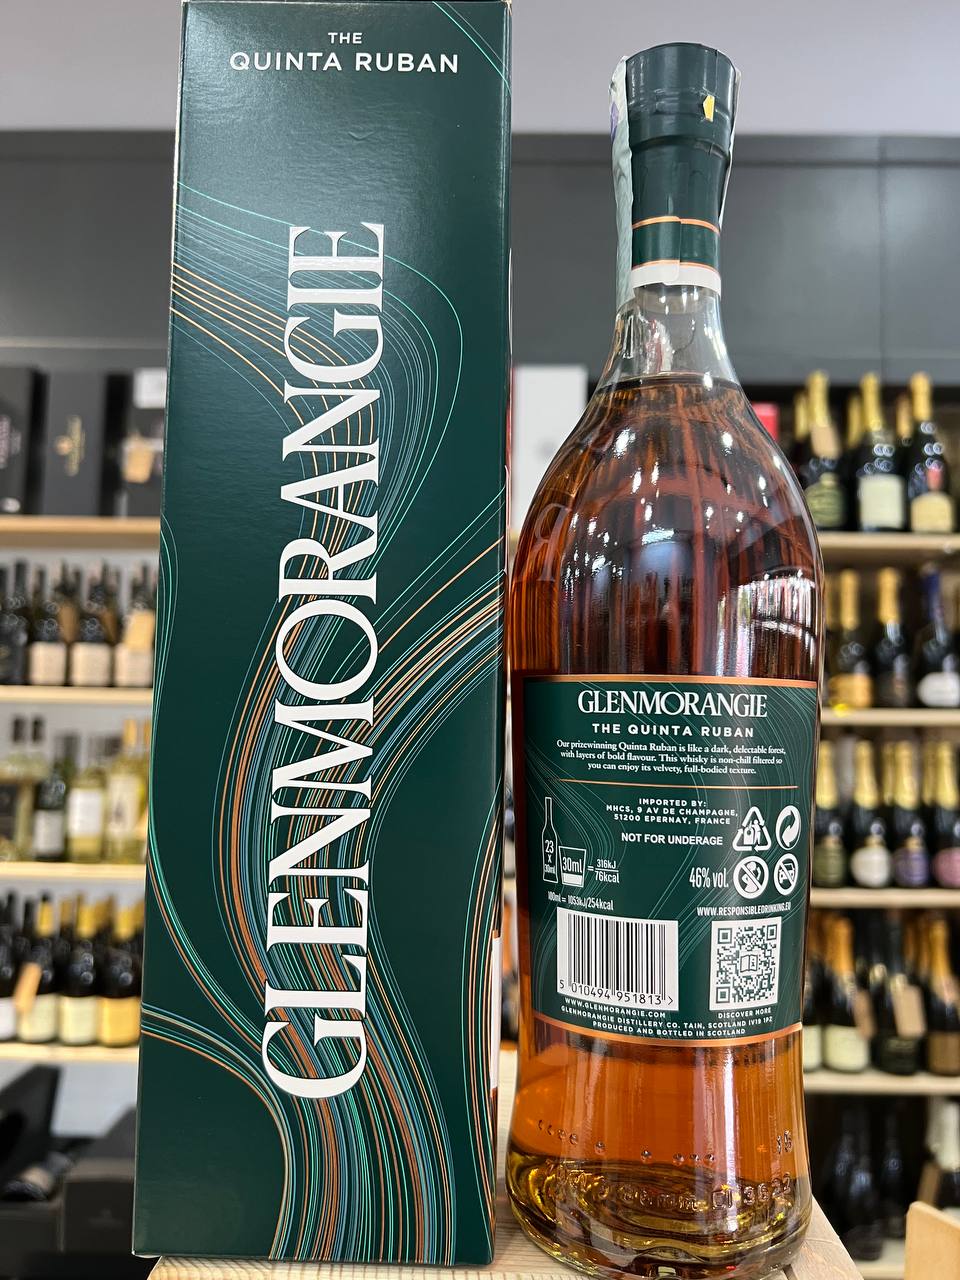 THE
QUINTA RUBAN
GLENMORANGIE
GLENMORANGIE
THE QUINTA RUBAN
Our prizewinning Quinta Ruban is like a dark, delectable forest,
with layers of bold flavour. This whisky is non-chill filtered so
you can enjoy its velvety, full-bodied texture.
IMPORTED BY:
MHCS, 9 AV DE CHAMPAGNE,
51200 EPERNAY, FRANCE
NOT FOR UNDERAGE
23
X
30ml
30ml
= 316kJ
76kcal
46% vol.
100ml = 1053kJ/254kcal
WWW.RESPONSIBLEDRINKING.EU
5 010494 951813 >
WWW.GLENMORANGIE.COM
DISCOVER MORE
GLENMORANGIE DISTILLERY CO. TAIN, SCOTLAND IV19 1PZ
PRODUCED AND BOTTLED IN SCOTLAND